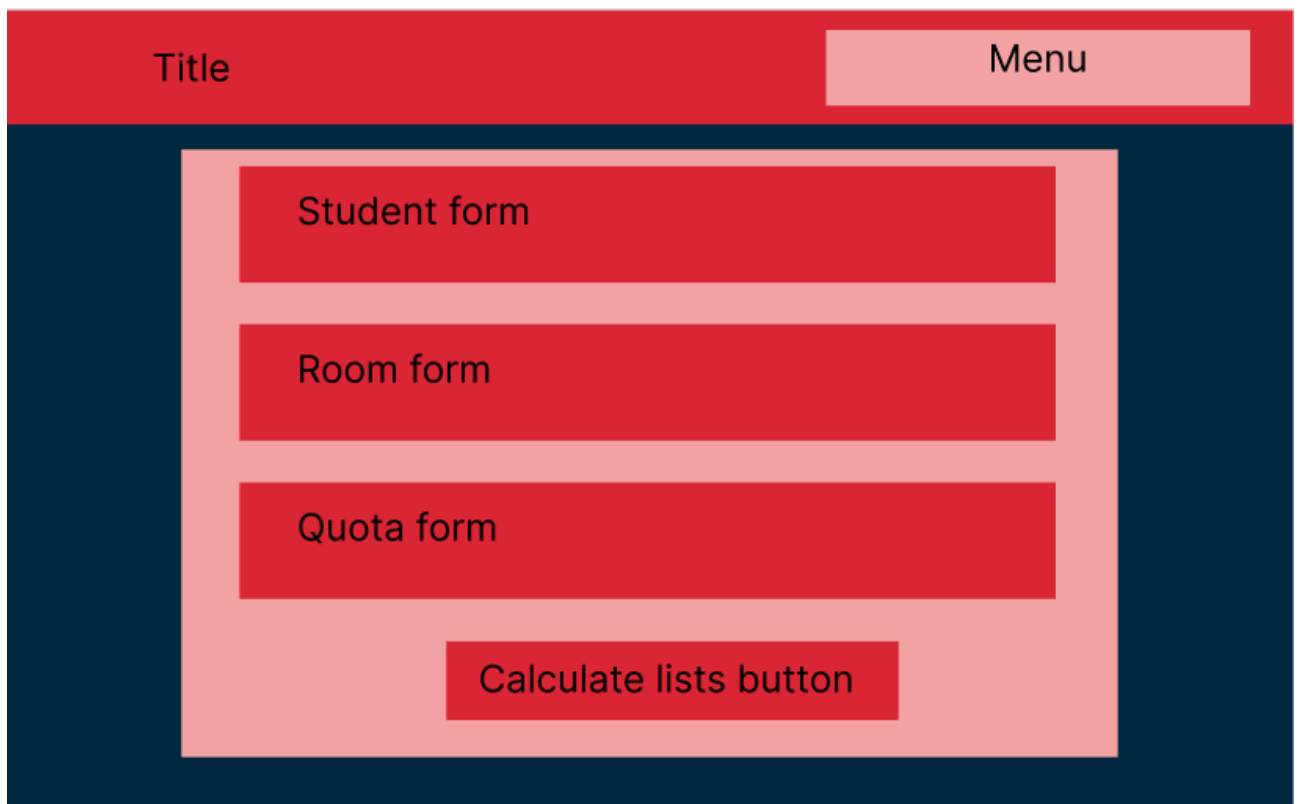 Title
Menu
Student form
Room form
Quota form
Calculate lists button